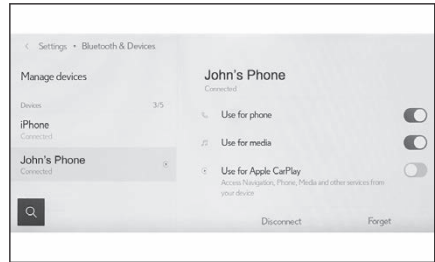 < Settings • Bluetooth & Devices
Manage devices
Devices 3/5
iPhone
Connected
John's Phone
Connected
John's Phone
Connected
Use for phone
Use for media
Use for Apple CarPlay
Access Navigation, Phone, Media and other services from
your device
Disconnect Forget